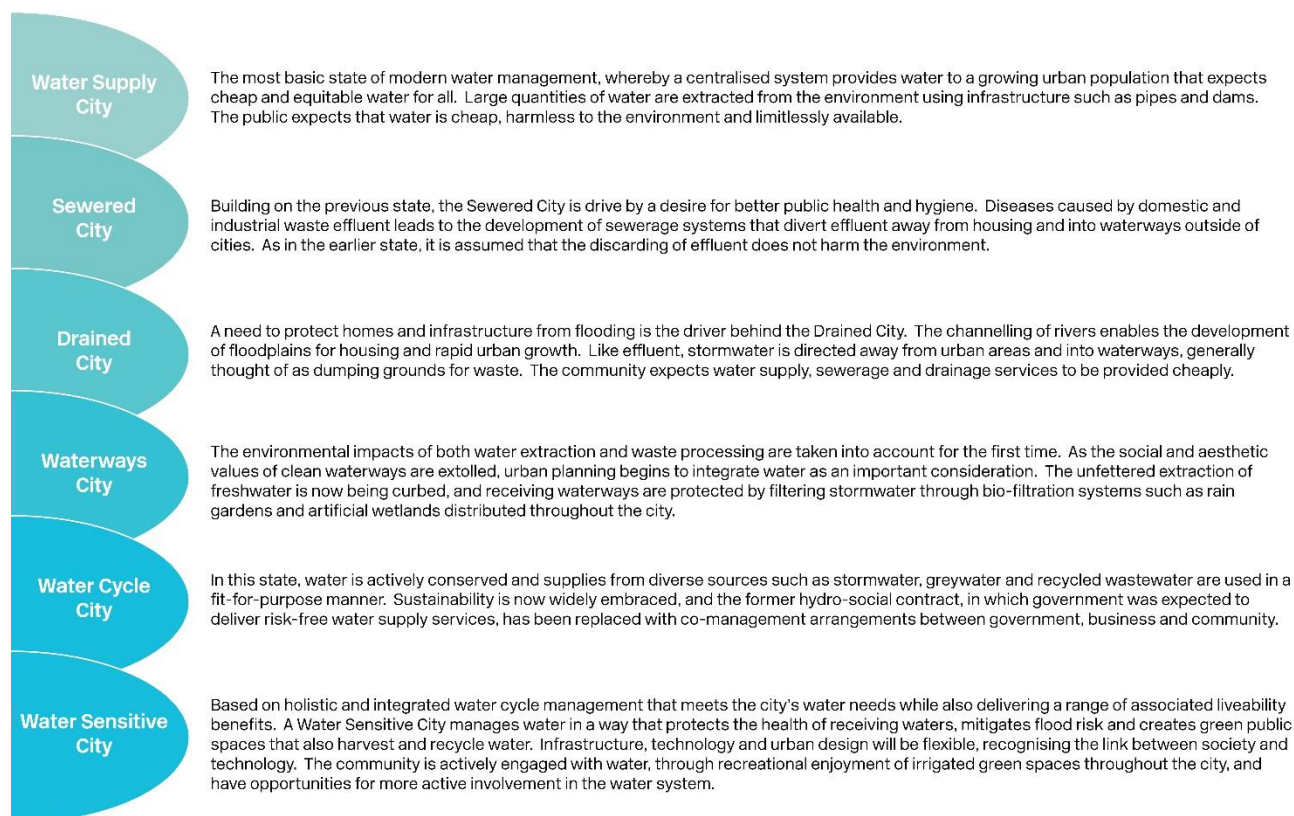 Water Supply
City
The most basic state of modern water management, whereby a centralised system provides water to a growing urban population that expects
cheap and equitable water for all. Large quantities of water are extracted from the environment using infrastructure such as pipes and dams.
The public expects that water is cheap, harmless to the environment and limitlessly available.
Sewered
City
Building on the previous state, the Sewered City is drive by a desire for better public health and hygiene. Diseases caused by domestic and
industrial waste effluent leads to the development of sewerage systems that divert effluent away from housing and into waterways outside of
cities. As in the earlier state, it is assumed that the discarding of effluent does not harm the environment.
Drained
City
A need to protect homes and infrastructure from flooding is the driver behind the Drained City. The channelling of rivers enables the development
of floodplains for housing and rapid urban growth. Like effluent, stormwater is directed away from urban areas and into waterways, generally
thought of as dumping grounds for waste. The community expects water supply, sewerage and drainage services to be provided cheaply.
Waterways
City
The environmental impacts of both water extraction and waste processing are taken into account for the first time. As the social and aesthetic
values of clean waterways are extolled, urban planning begins to integrate water as an important consideration. The unfettered extraction of
freshwater is now being curbed, and receiving waterways are protected by filtering stormwater through bio-filtration systems such as rain
gardens and artificial wetlands distributed throughout the city.
Water Cycle
City
In this state, water is actively conserved and supplies from diverse sources such as stormwater, greywater and recycled wastewater are used in a
fit-for-purpose manner. Sustainability is now widely embraced, and the former hydro-social contract, in which government was expected to
deliver risk-free water supply services, has been replaced with co-management arrangements between government, business and community.
Water Sensitive
City
Based on holistic and integrated water cycle management that meets the city's water needs while also delivering a range of associated liveability
benefits. A Water Sensitive City manages water in a way that protects the health of receiving waters, mitigates flood risk and creates green public
spaces that also harvest and recycle water. Infrastructure, technology and urban design will be flexible, recognising the link between society and
technology. The community is actively engaged with water, through recreational enjoyment of irrigated green spaces throughout the city, and
have opportunities for more active involvement in the water system.